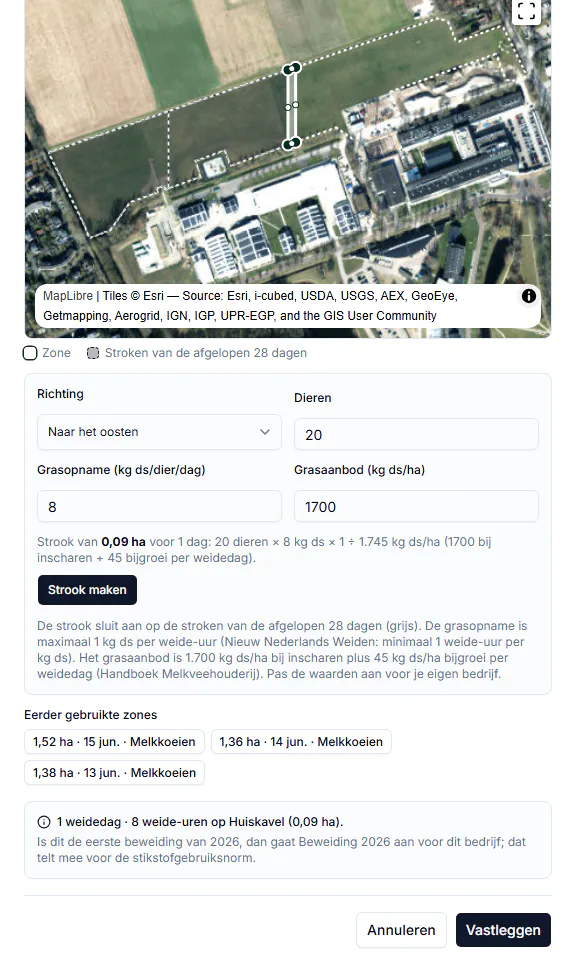 MapLibre | Tiles © Esri — Source: Esri, i-cubed, USDA, USGS, AEX, GeoEye,
Getmapping, Aerogrid, IGN, IGP, UPR-EGP, and the GIS User Community
Zone Stroken van de afgelopen 28 dagen
Richting
Dieren
Naar het oosten
20
Grasopname (kg ds/dier/dag)
Grasaanbod (kg ds/ha)
8
1700
Strook van 0,09 ha voor 1 dag: 20 dieren × 8 kg ds × 1 ÷ 1.745 kg ds/ha (1700 bij
inscharen + 45 bijgroei per weidedag).
Strook maken
De strook sluit aan op de stroken van de afgelopen 28 dagen (grijs). De grasopname is
maximaal 1 kg ds per weide-uur (Nieuw Nederlands Weiden: minimaal 1 weide-uur per
kg ds). Het grasaanbod is 1.700 kg ds/ha bij inscharen plus 45 kg ds/ha bijgroei per
weidedag (Handboek Melkveehouderij). Pas de waarden aan voor je eigen bedrijf.
Eerder gebruikte zones
1,52 ha · 15 jun. · Melkkoeien
1,36 ha · 14 jun. · Melkkoeien
1,38 ha · 13 jun. · Melkkoeien
1 weidedag · 8 weide-uren op Huiskavel (0,09 ha).
Is dit de eerste beweiding van 2026, dan gaat Beweiding 2026 aan voor dit bedrijf; dat
telt mee voor de stikstofgebruiksnorm.
Annuleren
Vastleggen